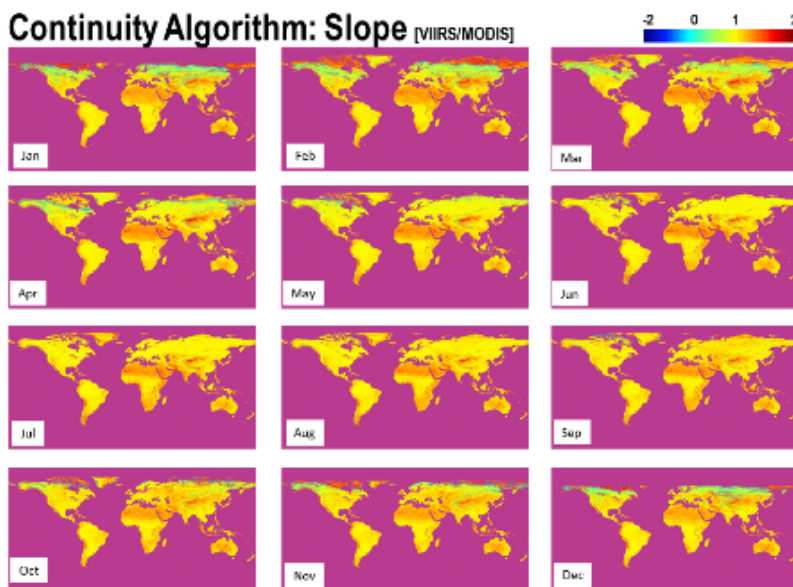 Continuity Algorithm: Slope [VIIRS/MODIS]
-2 0 1
Jan
Feb
Mar
Apr
May
Jun
Jul
Aug
Sep
Oct
Nov
Dec